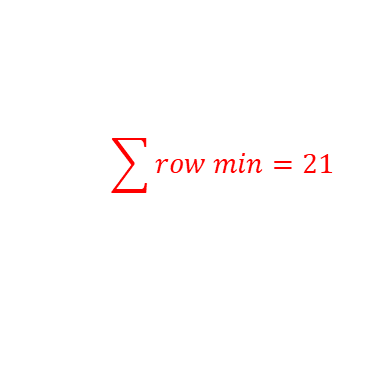 ∑ row min = 21